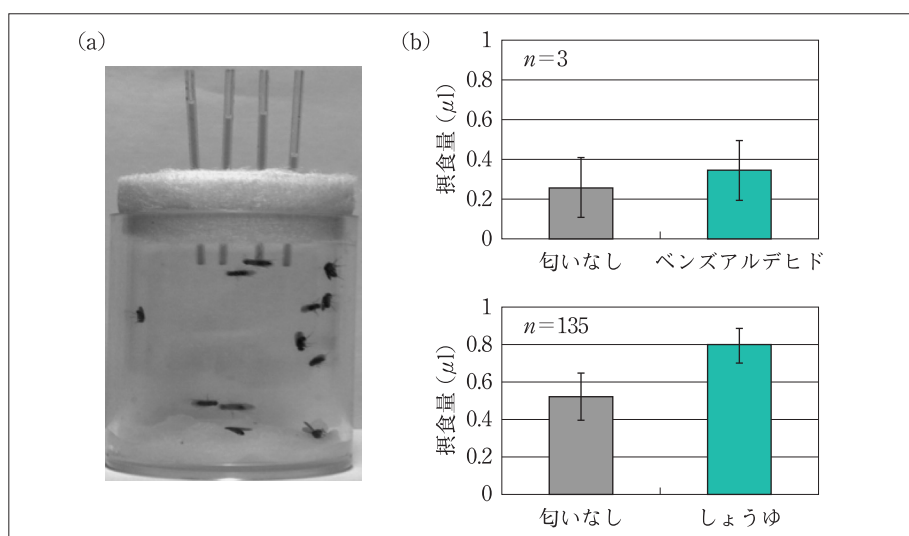 (a)
(b)
1
0.8
0.6
0.4
0.2
0
摂食量(μl)
n=3
匂いなし
ベンズアルデヒド
1
0.8
0.6
0.4
0.2
0
摂食量(μl)
n=135
匂いなし
しょうゆ